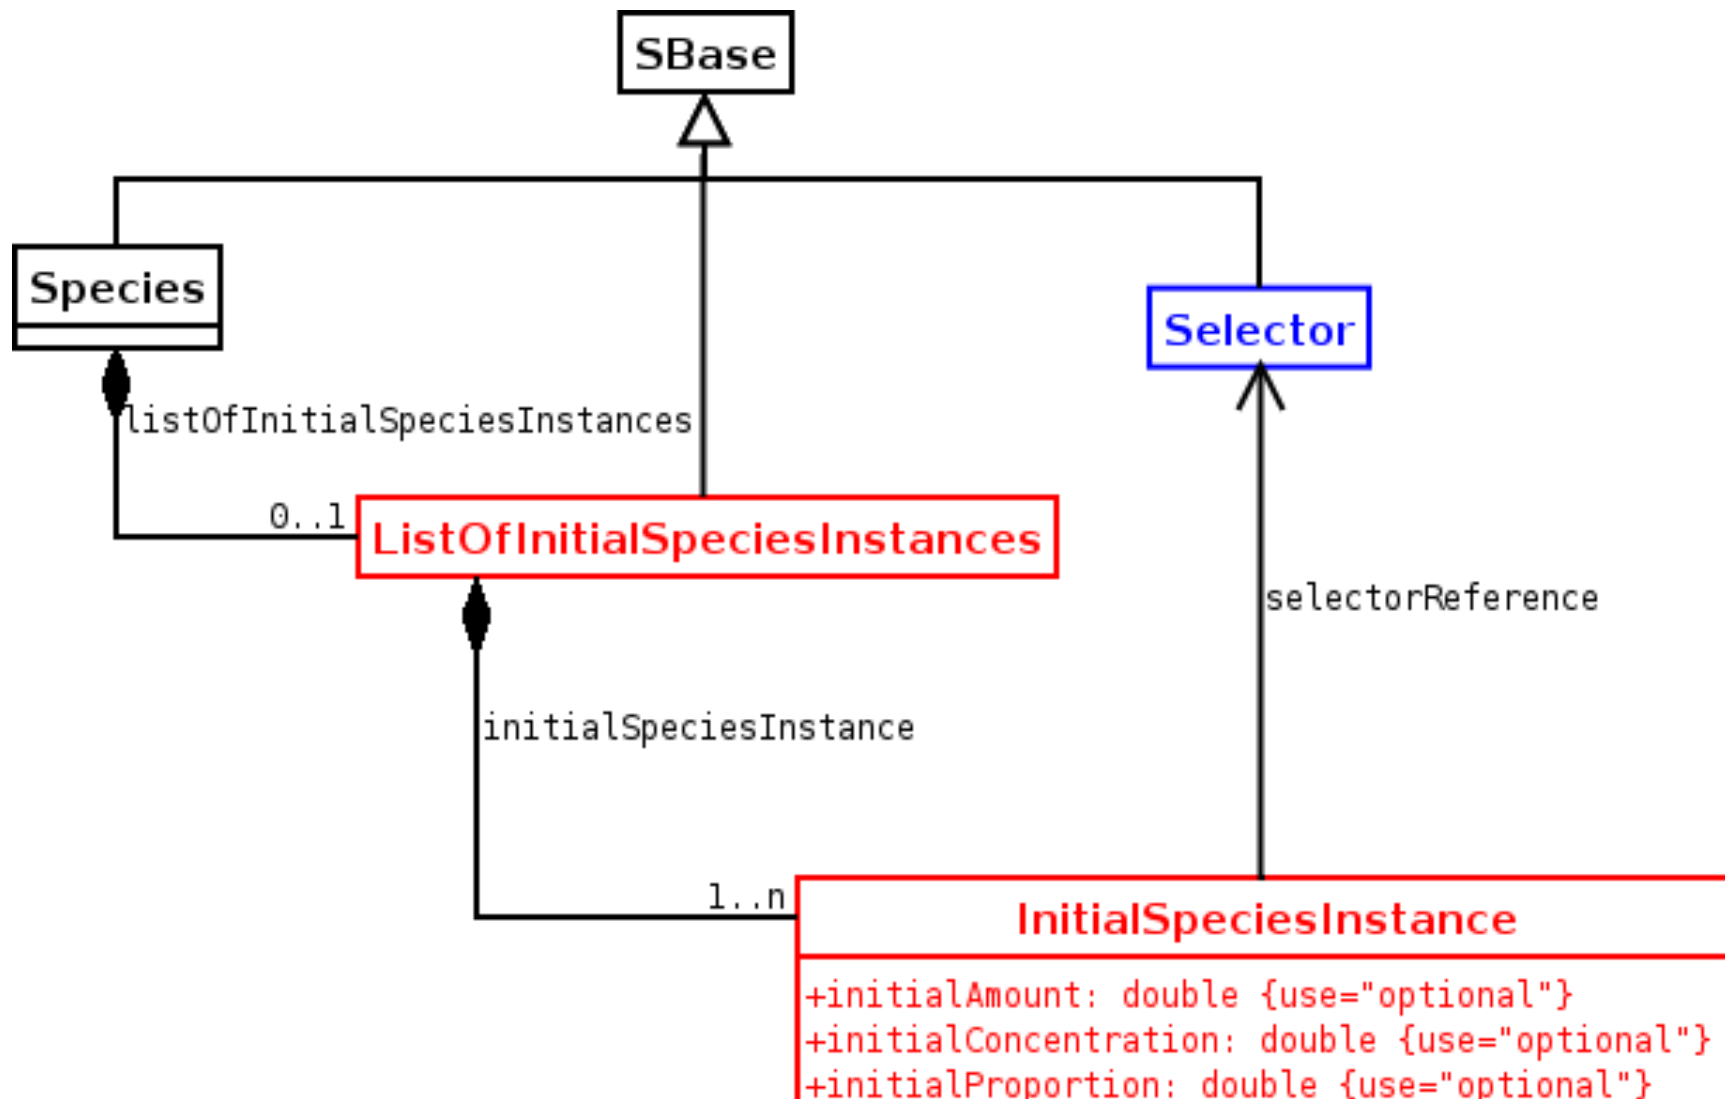 SBase
Species
Selector
listOfInitialSpeciesInstances
0..1
ListOfInitialSpeciesInstances
selectorReference
initialSpeciesInstance
1..n
InitialSpeciesInstance
+initialAmount: double {use="optional"}
+initialConcentration: double {use="optional"}
+initialProportion: double {use="optional"}